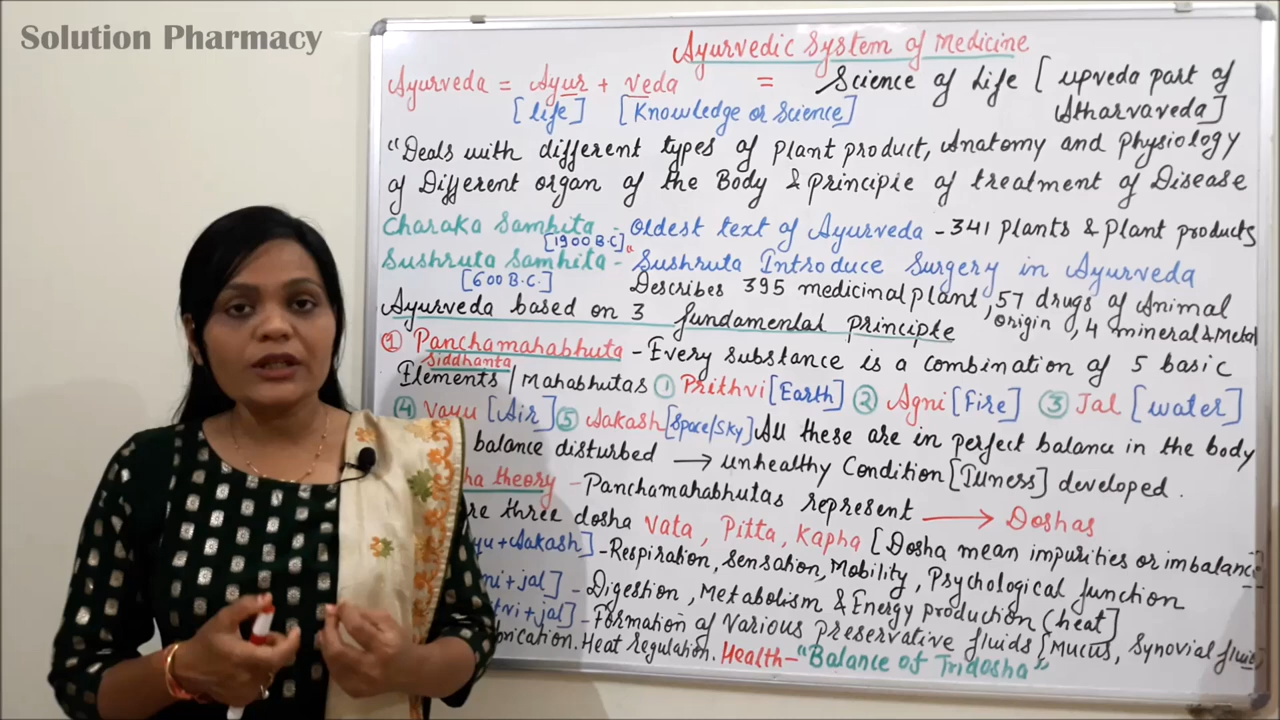 Solution Pharmacy
Ayurvedic System of Medicine
Ayurveda = Ayur + Veda = Science of Life [upveda part of
[life] [Knowledge or Science] Atharvaveda]
"Deals with different types of plant product, Anatomy and physiology
of Different organ of the Body & principle of treatment of Disease
Charaka Samhita - Oldest text of Ayurveda - 341 plants & plant products
[1900 B.C]
Sushruta Samhita - Sushruta Introduce Surgery in Ayurveda
[600 B.C.] Describes 395 medicinal plant, 57 drugs of Animal
origin, 4 mineral & Metal
Ayurveda based on 3 fundamental principle
① Panchamahabhuta - Every substance is a combination of 5 basic
Siddhanta
Elements / Mahabhutas ① Prithvi [Earth] ② Agni [Fire] ③ Jal [water]
④ Vayu [Air] ⑤ Aakash [Space/Sky] All these are in perfect balance in the body
balance disturbed → unhealthy Condition [Illness] developed.
theory - Panchamahabhutas represent → Doshas
three dosha Vata, Pitta, Kapha [Dosha mean impurities or imbalance
+ Aakash] - Respiration, Sensation, Mobility, Psychological function
+ jal] - Digestion, Metabolism & Energy production (heat]
+ jal] - Formation of Various preservative fluids [Mucus, Synovial fluid]
Heat Regulation. Health - "Balance of Tridosha"